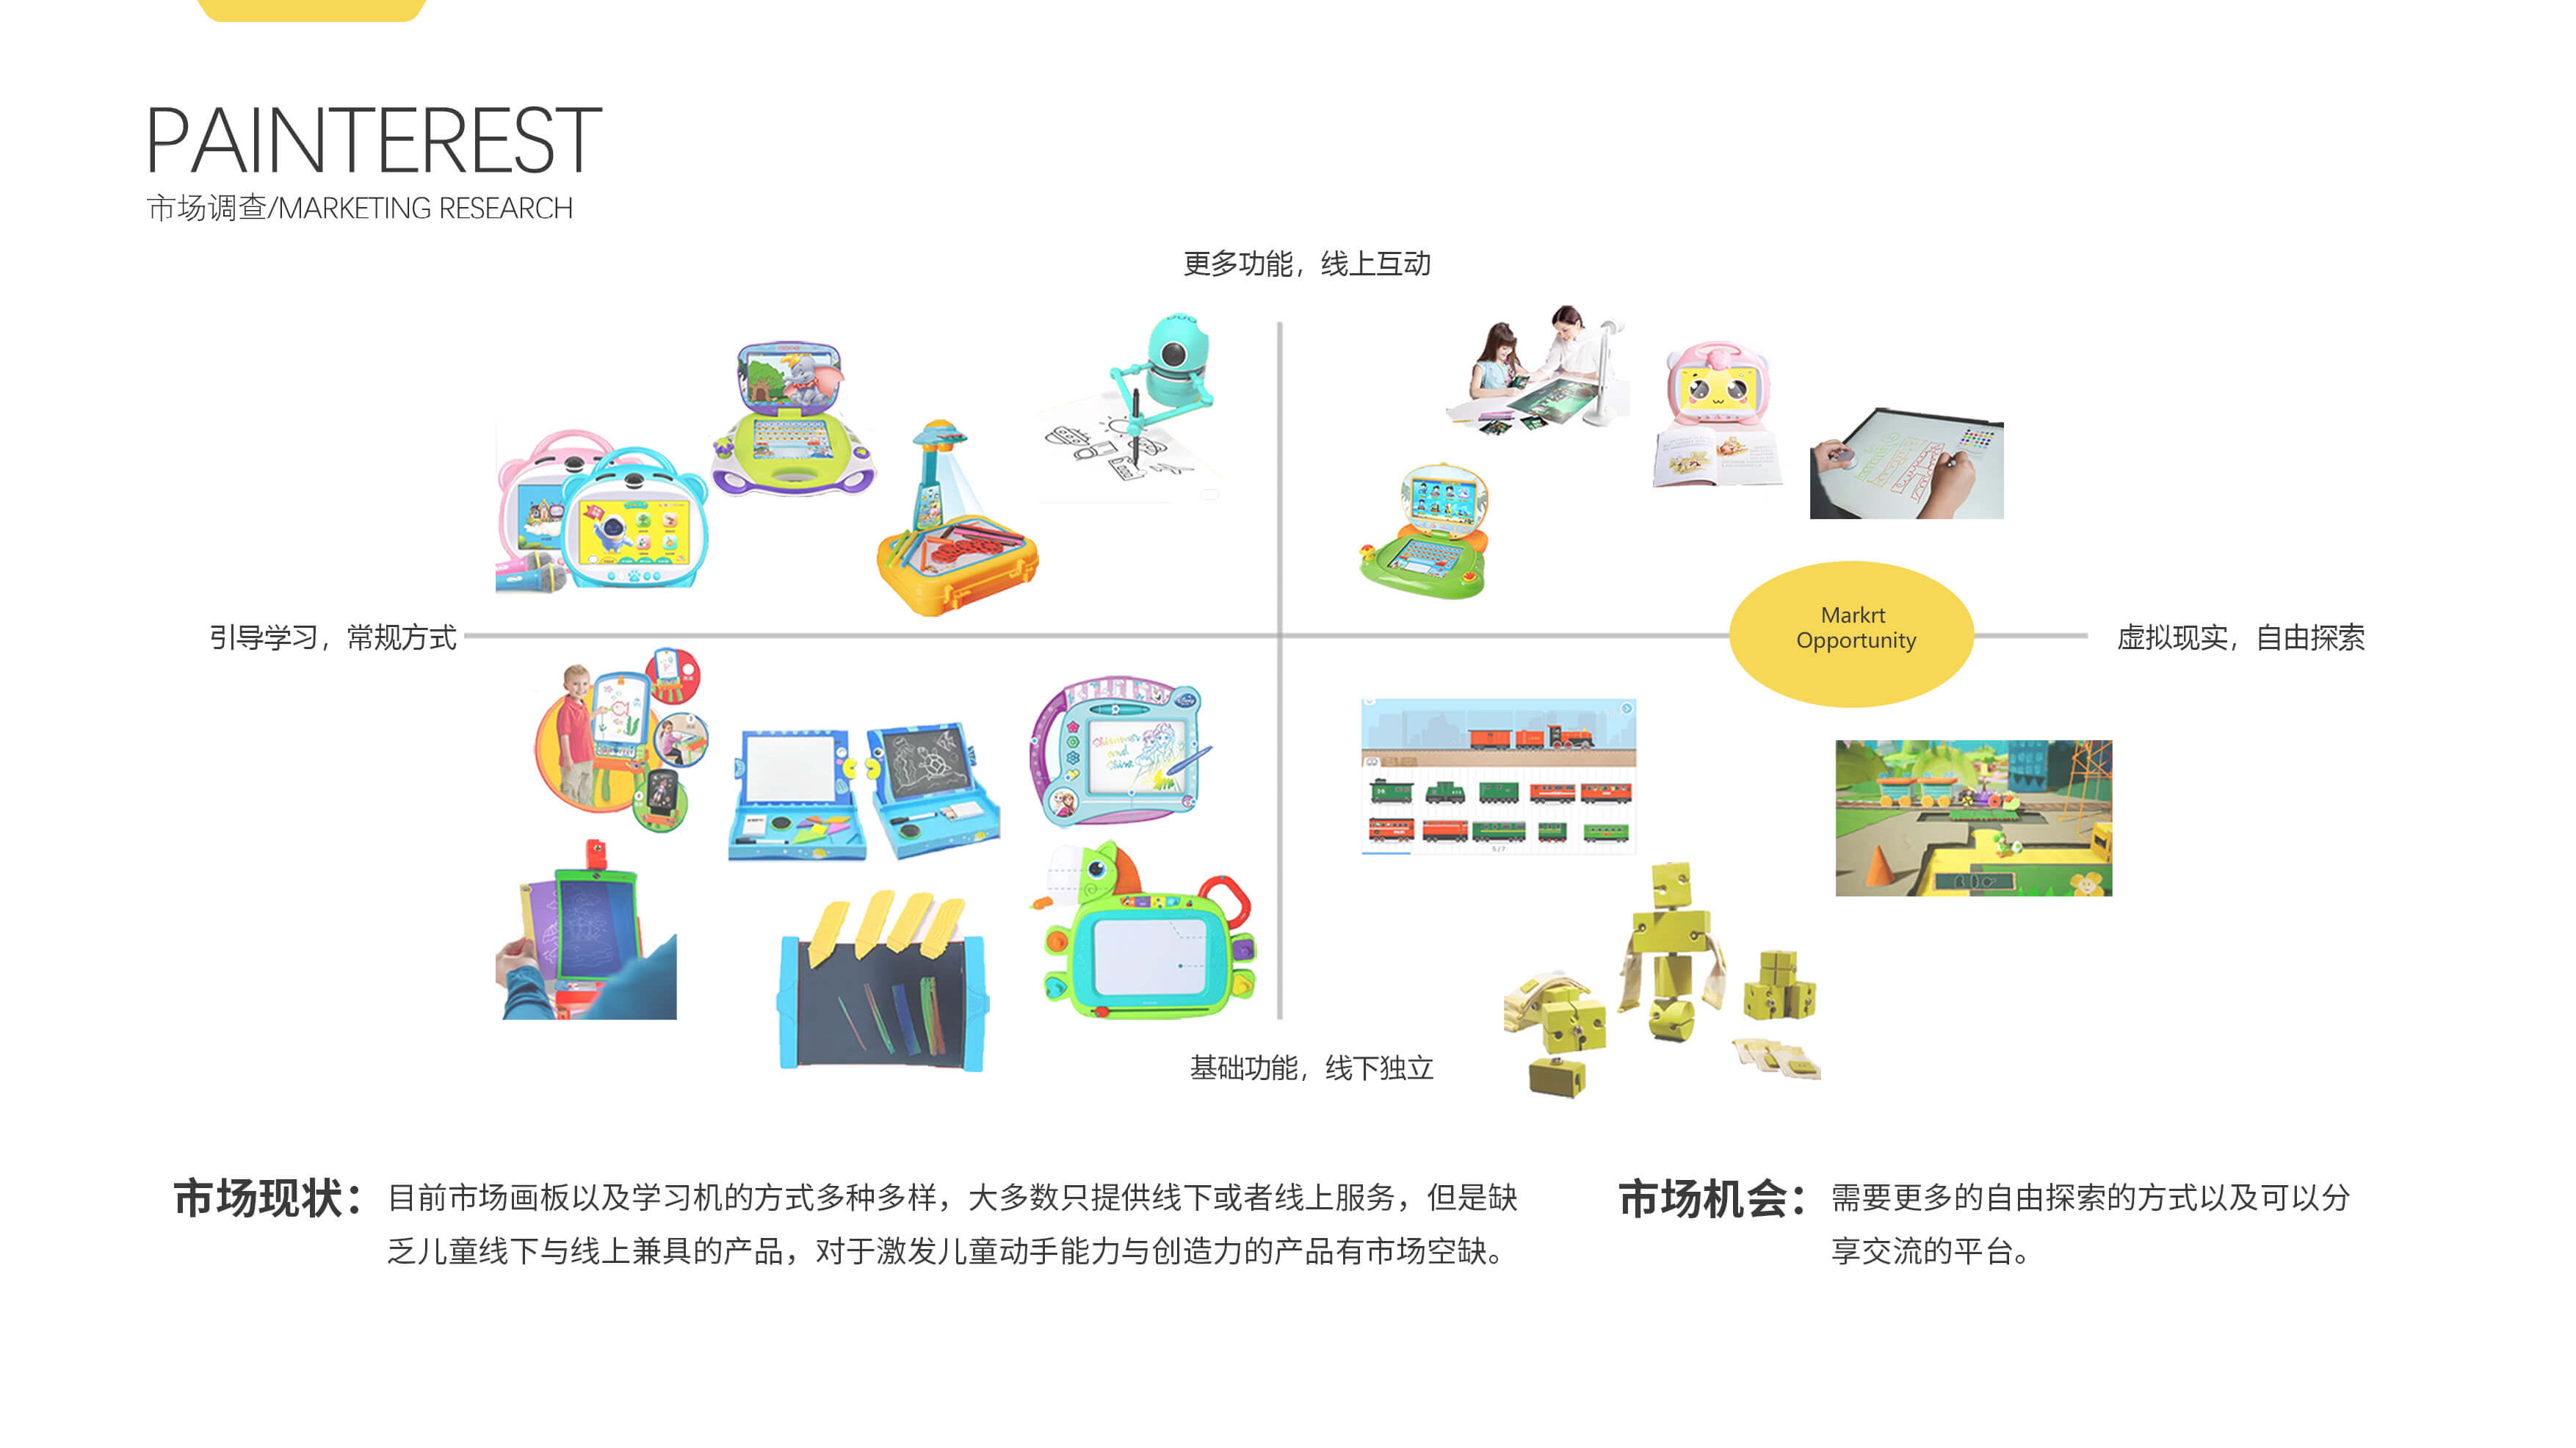 PAINTEREST
市场调查/MARKETING RESEARCH
更多功能，线上互动
引导学习，常规方式
Markrt
Opportunity
虚拟现实，自由探索
Shimmer
and
Shine
5/7
基础功能，线下独立
市场现状：目前市场画板以及学习机的方式多种多样，大多数只提供线下或者线上服务，但是缺
乏儿童线下与线上兼具的产品，对于激发儿童动手能力与创造力的产品有市场空缺。
市场机会：需要更多的自由探索的方式以及可以分
享交流的平台。